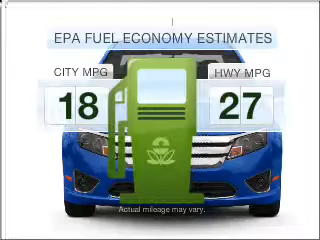 EPA FUEL ECONOMY ESTIMATES
CITY MPG
HWY MPG
18
27
Actual mileage may vary.